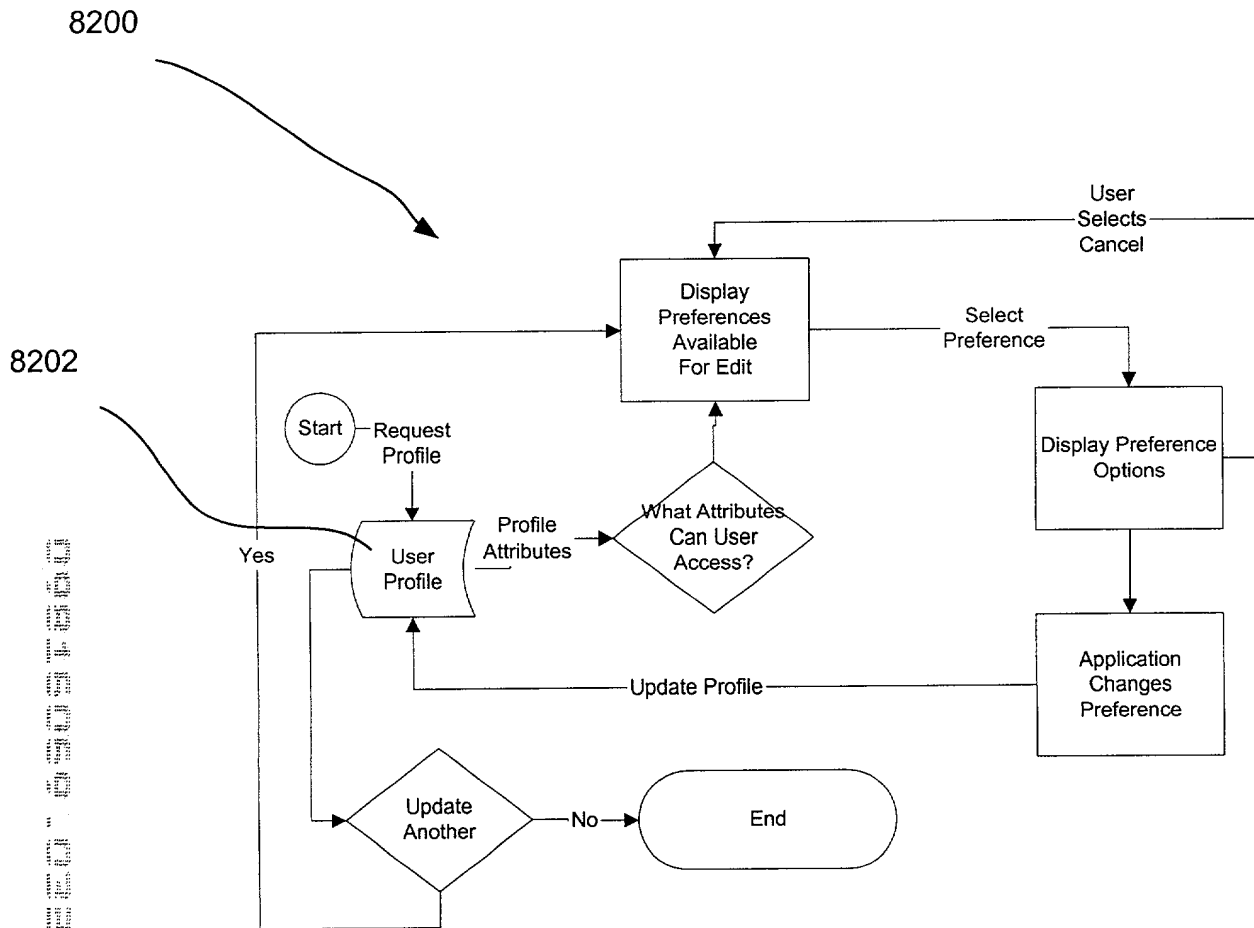 8200
User
Selects
Cancel
Display
Preferences
Available
For Edit
Select
Preference
8202
Start
Request
Profile
Display Preference
Options
What Attributes
Can User
Access?
Profile
Attributes
User
Profile
Yes
Application
Changes
Preference
Update Profile
Update
Another
No
End